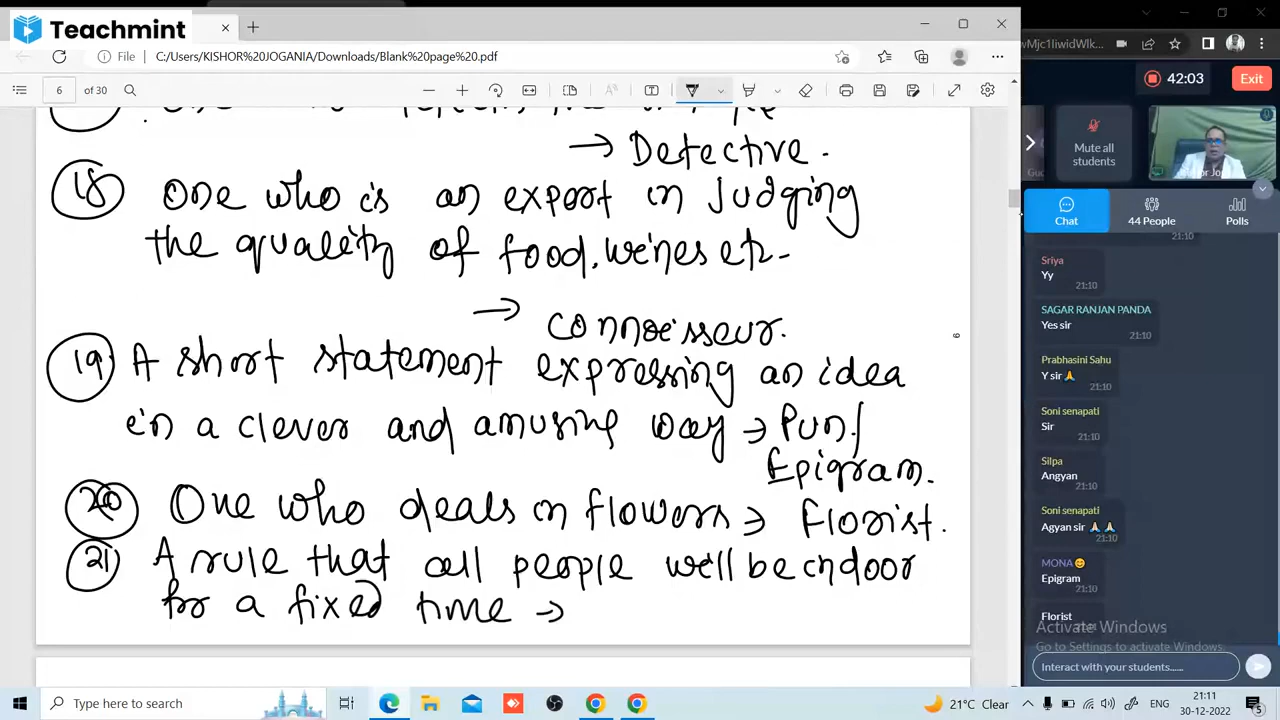 Teachmint
File C:/Users/KISHOR%20JOGANIA/Downloads/Blank%20page%20.pdf
wMjc1IiwidWlk...
6 of 30
42:03 Exit
→ Detective.
Mute all students
18 One who is an expert in judging
the quality of food, wines etc-
→ connoisseur.
19 A short statement expressing an idea
in a clever and amusing way → Pun/
Epigram.
20 One who deals in flowers → Florist.
21 A rule that all people will be indoor
for a fixed time →
6
Chat 44 People Polls
21:10
Sriya
Yy
21:10
SAGAR RANJAN PANDA
Yes sir
21:10
Prabhasini Sahu
Y sir🙏
21:10
Soni senapati
Sir
21:10
Silpa
Angyan
21:10
Soni senapati
Agyan sir 🙏🙏
21:10
MONA😊
Epigram
21:10
Florist
Activate Windows
Go to Settings to activate Windows.
Interact with your students......
Type here to search
21°C Clear
ENG
21:11
30-12-2022
5